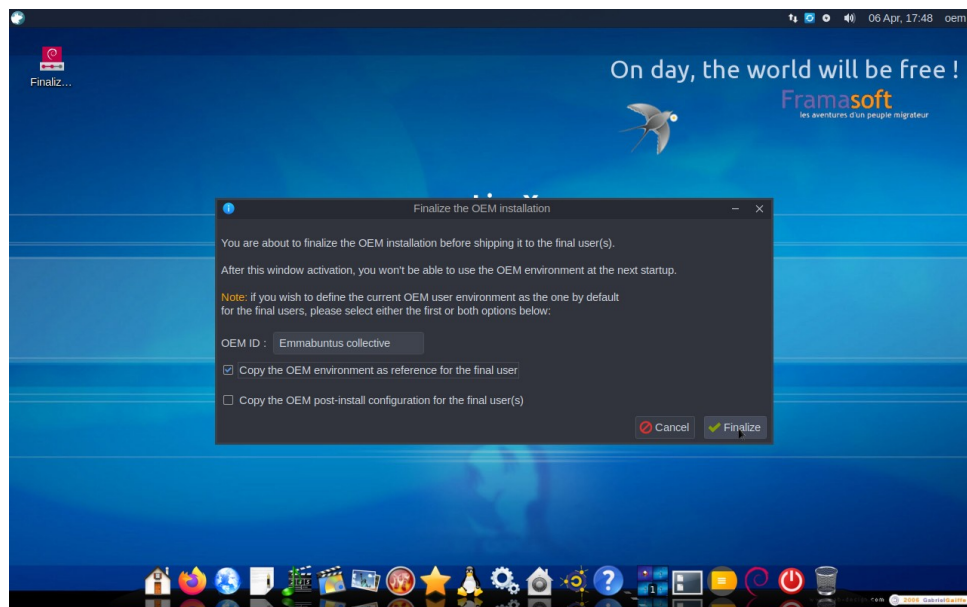 06 Apr, 17:48 oem
Finaliz...
On day, the world will be free !
Framasoft
les aventures d'un peuple migrateur
Finalize the OEM installation
You are about to finalize the OEM installation before shipping it to the final user(s).
After this window activation, you won't be able to use the OEM environment at the next startup.
Note: if you wish to define the current OEM user environment as the one by default
for the final users, please select either the first or both options below:
OEM ID : Emmabuntus collective
Copy the OEM environment as reference for the final user
Copy the OEM post-install configuration for the final user(s)
Cancel Finalize
1
2008 Gabriel